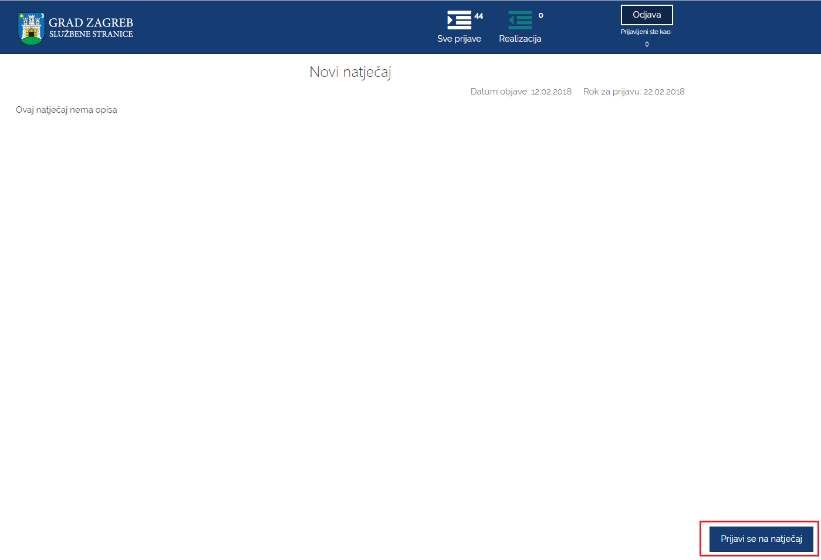 GRAD ZAGREB
SLUŽBENE STRANICE
44
Sve prijave
0
Realizacija
Odjava
Prijavljeni ste kao
0
Novi natječaj
Datum objave: 12.02.2018 Rok za prijavu: 22.02.2018
Ovaj natječaj nema opisa
Prijavi se na natječaj